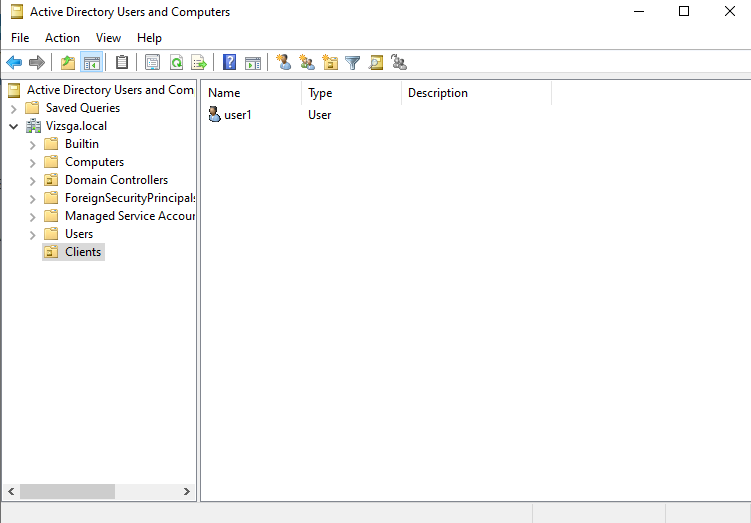 Active Directory Users and Computers
File Action View Help
Active Directory Users and Com
Saved Queries
Vizsga.local
Builtin
Computers
Domain Controllers
ForeignSecurityPrincipals
Managed Service Accour
Users
Clients
Name Type Description
user1 User